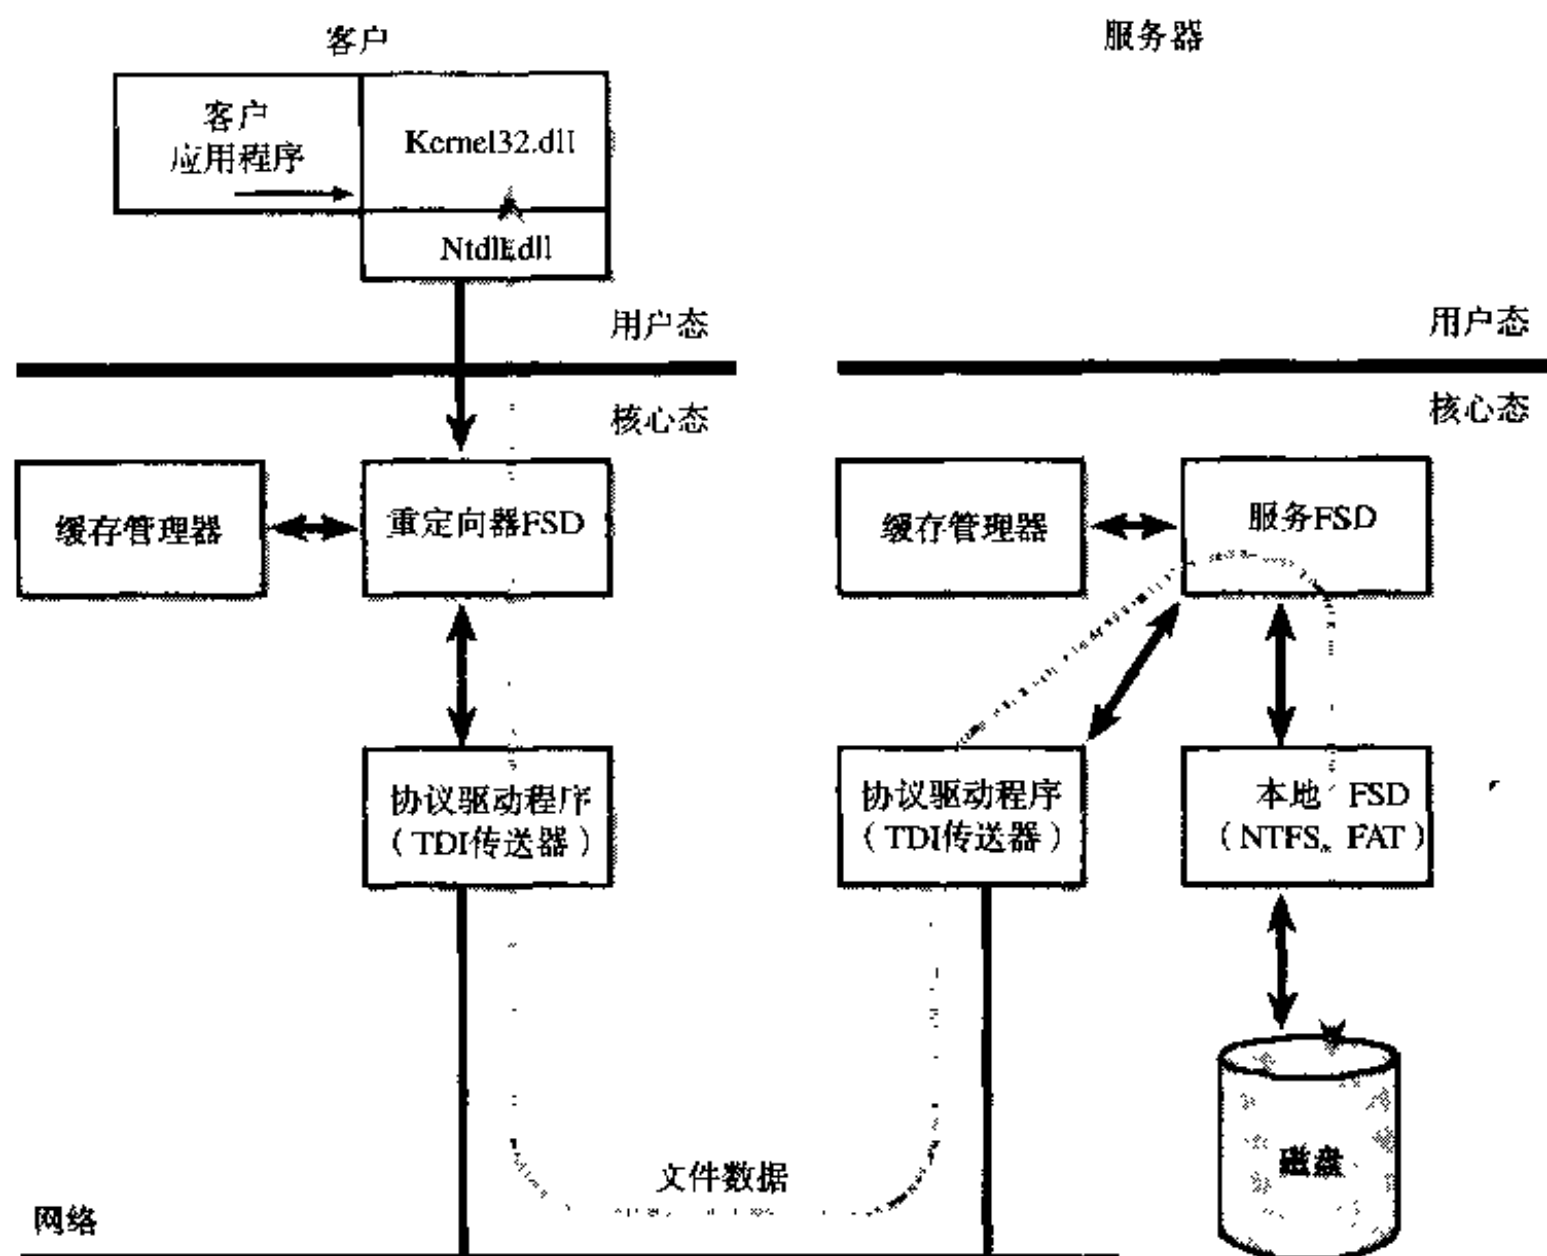 客户
服务器
客户
应用程序
Kernel32.dll
Ntdll.dll
用户态
用户态
核心态
核心态
缓存管理器
重定向器FSD
缓存管理器
服务FSD
协议驱动程序
（TDI传送器）
协议驱动程序
（TDI传送器）
本地 FSD
（NTFS、FAT）
磁盘
文件数据
网络